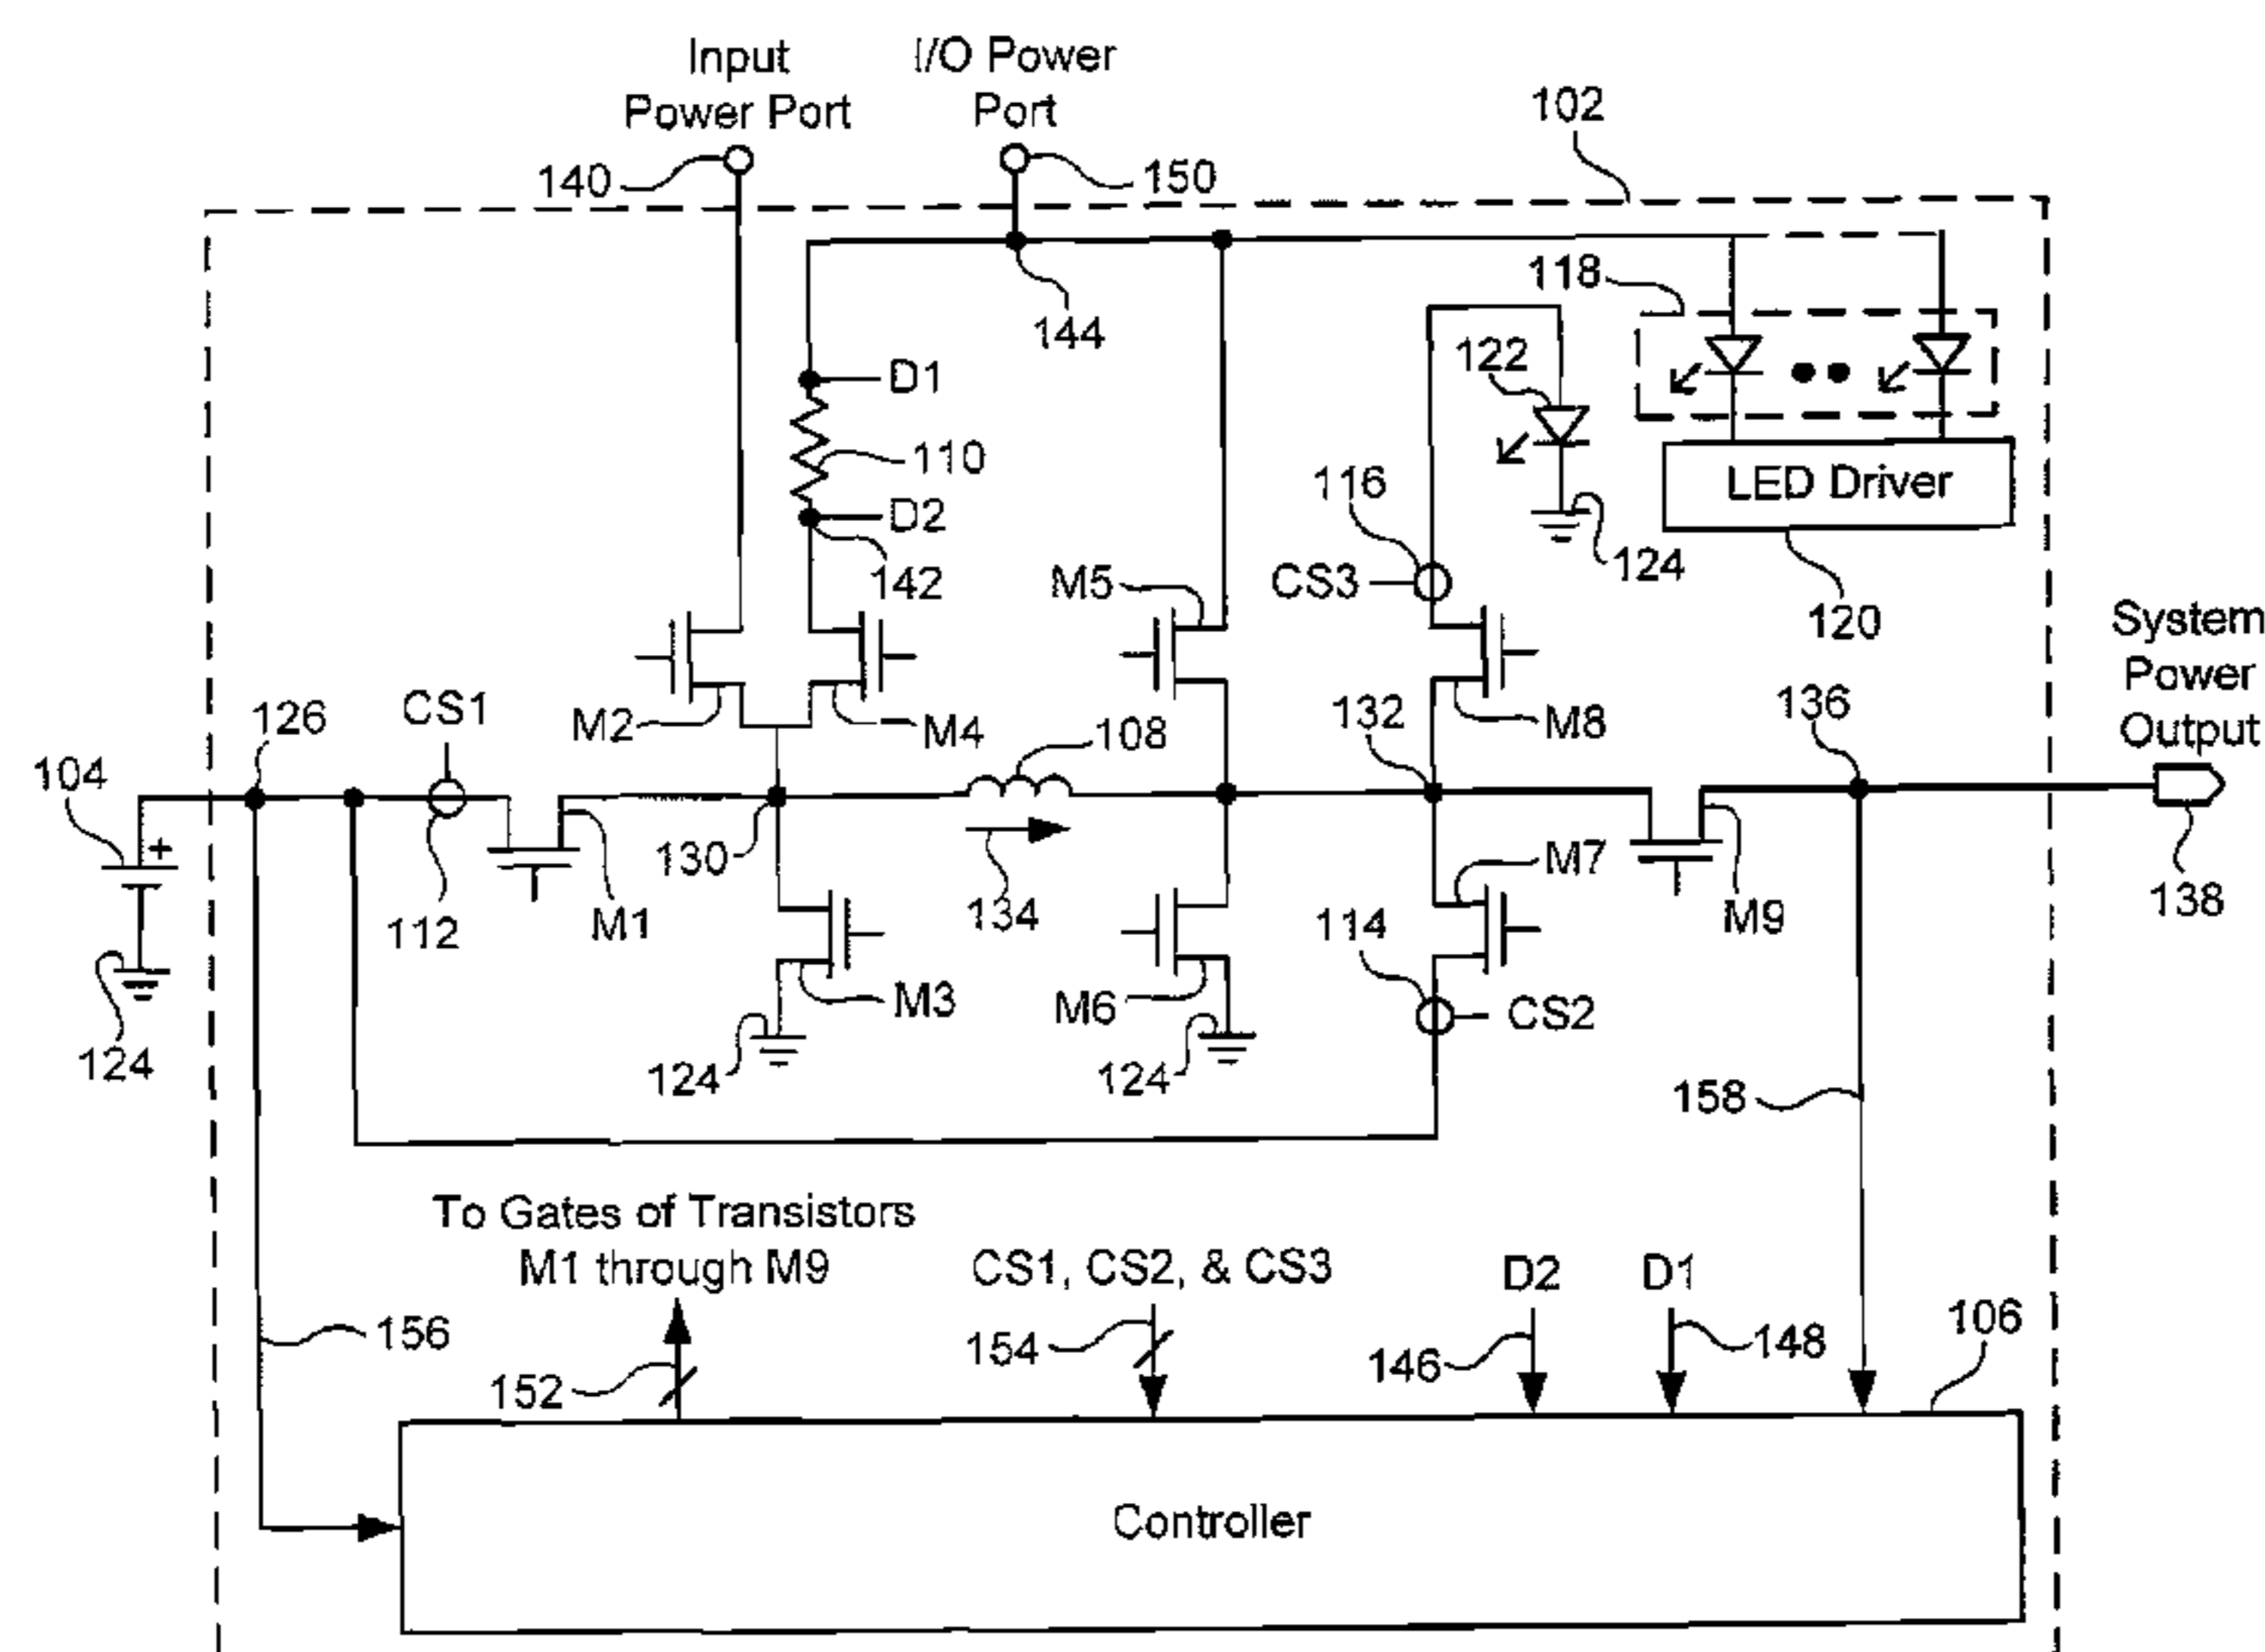 Input
Power Port
I/O Power
Port
102
140
150
118
144
122
D1
110
LED Driver
116
D2
124
142
M5
CS3
120
System
Power
Output
126
CS1
M2
M4
108
132
M8
136
104
+
130
M7
134
114
M9
138
112
M1
M3
M6
CS2
124
124
124
158
To Gates of Transistors
M1 through M9
CS1, CS2, & CS3
D2
D1
106
156
154
148
152
146
Controller